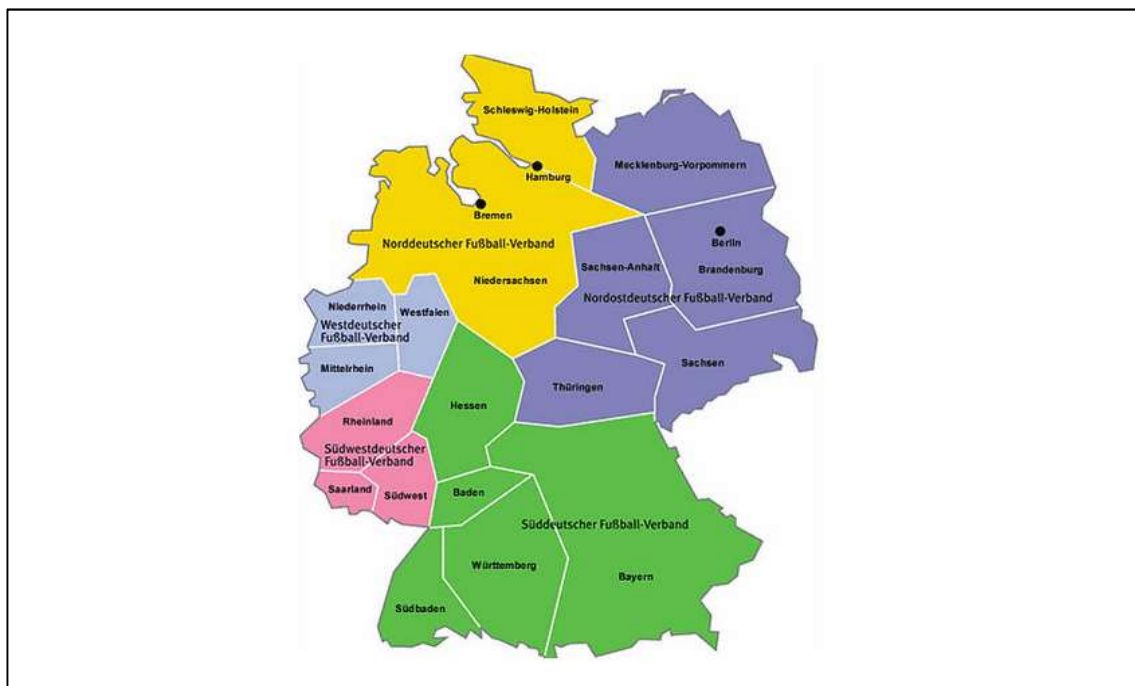 Schleswig-Holstein
Mecklenburg-Vorpommern
Hamburg
Bremen
Norddeutscher Fußball-Verband
Berlin
Sachsen-Anhalt
Brandenburg
Niedersachsen
Nordostdeutscher Fußball-Verband
Niederrhein
Westfalen
Westdeutscher
Fußball-Verband
Mittelrhein
Sachsen
Thüringen
Hessen
Rheinland
Südwestdeutscher
Fußball-Verband
Saarland
Südwest
Baden
Süddeutscher Fußball-Verband
Württemberg
Bayern
Südbaden